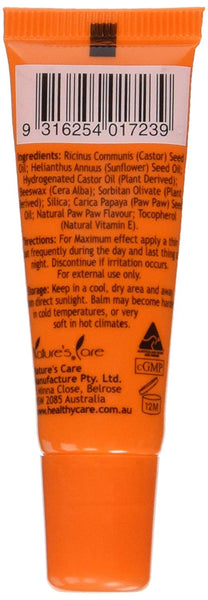 9 316254 017239
Ingredients: Ricinus Communis (Castor) Seed
Oil; Helianthus Annuus (Sunflower) Seed Oil;
Hydrogenated Castor Oil (Plant Derived);
Beeswax (Cera Alba); Sorbitan Olivate (Plant
Derived); Silica; Carica Papaya (Paw Paw) Seed
Oil; Natural Paw Paw Flavour; Tocopherol
(Natural Vitamin E).
Directions: For Maximum effect apply a thin
frequently during the day and last thing
night. Discontinue if irritation occurs.
For external use only.
Storage: Keep in a cool, dry area and away
direct sunlight. Balm may become harder
in cold temperatures, or very
soft in hot climates.
Nature's Care
Nature's Care
Manufacture Pty. Ltd.
Minna Close, Belrose
NSW 2085 Australia
www.healthycare.com.au
cGMP
12M